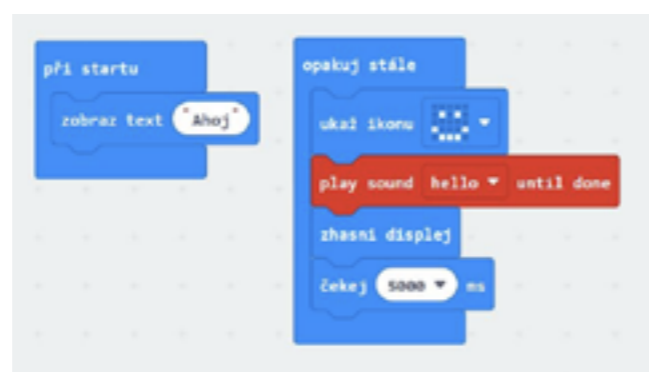 při startu
zobraz text "Ahoj"
opakuj stále
ukaž ikonu
play sound hello until done
zhasni displej
čekej 5000 ms